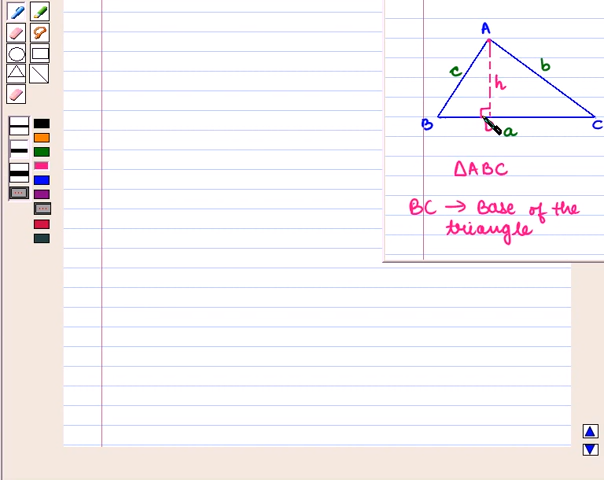 A
c
b
h
B
D
a
C
ΔABC
BC → Base of the
triangle